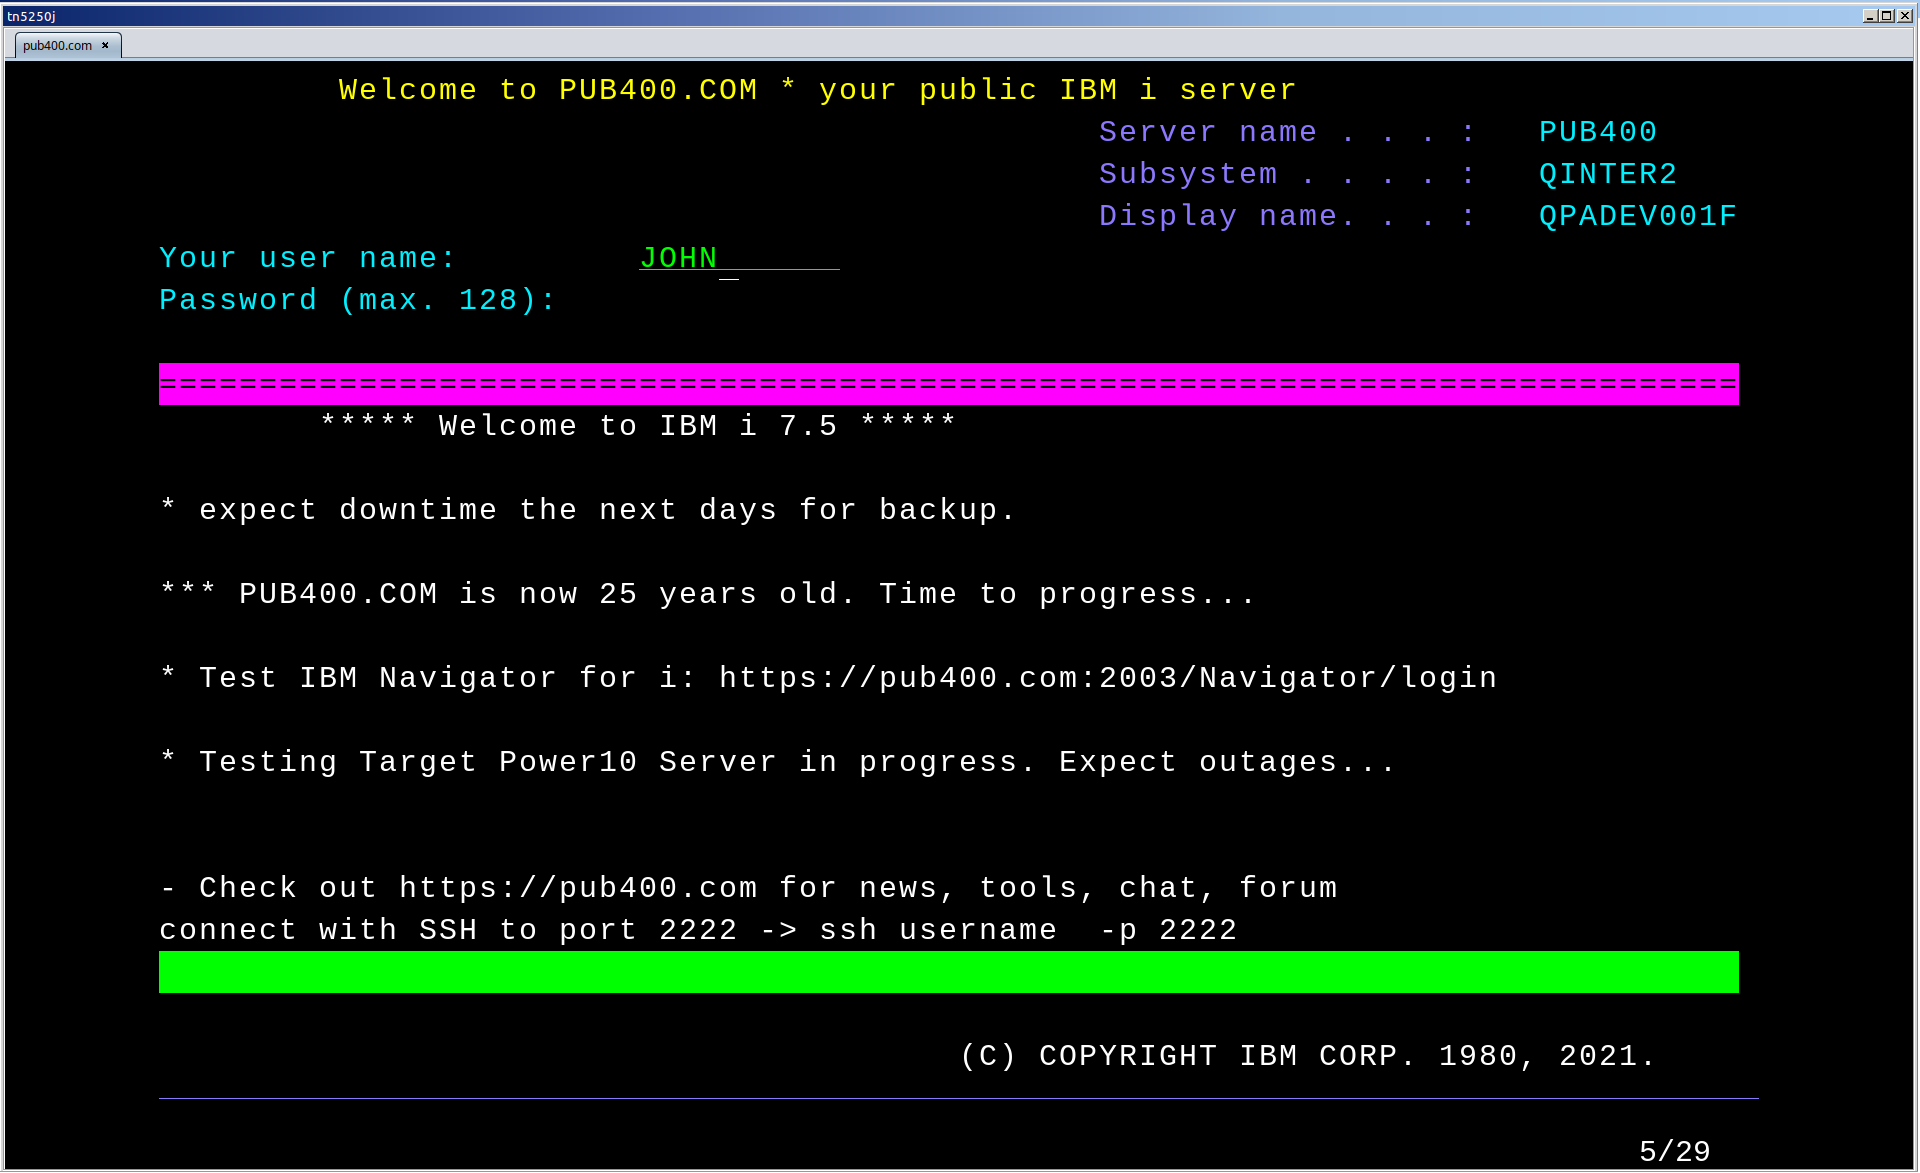 tn5250j
pub400.com
Welcome to PUB400.COM * your public IBM i server
Server name . . . :   PUB400
Subsystem . . . . :   QINTER2
Display name. . . :   QPADEV001F
Your user name:         JOHN
Password (max. 128):
===============================================================================
***** Welcome to IBM i 7.5 *****
* expect downtime the next days for backup.
*** PUB400.COM is now 25 years old. Time to progress...
* Test IBM Navigator for i: https://pub400.com:2003/Navigator/login
* Testing Target Power10 Server in progress. Expect outages...
- Check out https://pub400.com for news, tools, chat, forum
connect with SSH to port 2222 -> ssh username  -p 2222
(C) COPYRIGHT IBM CORP. 1980, 2021.
5/29